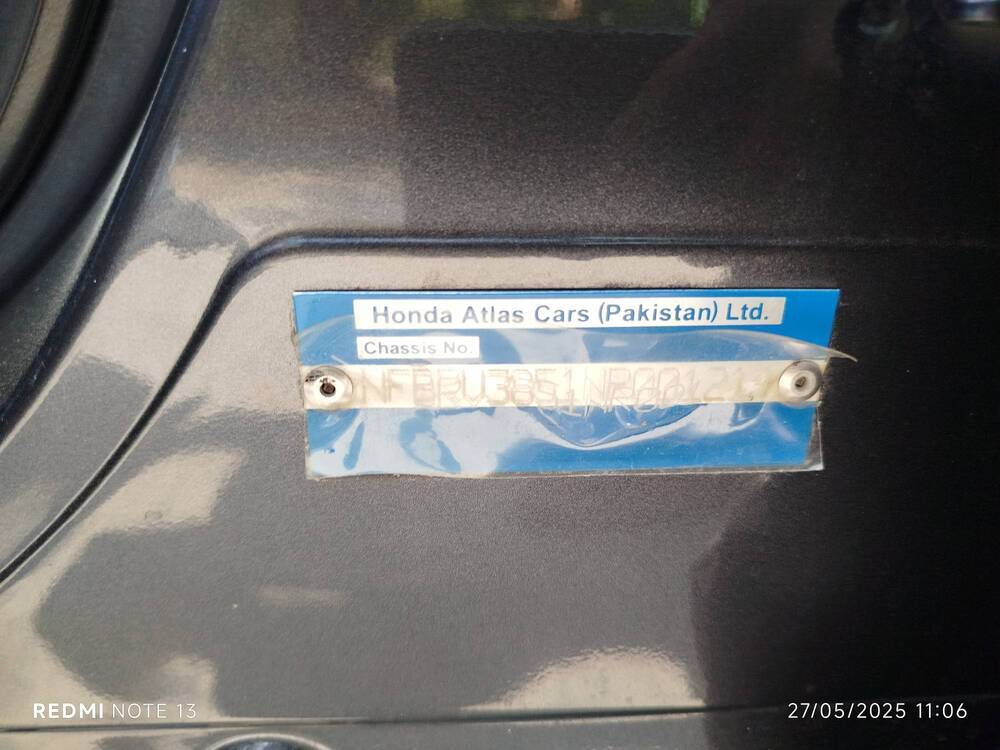 Honda Atlas Cars (Pakistan) Ltd.
Chassis No.
REDMI NOTE 13
27/05/2025 11:06